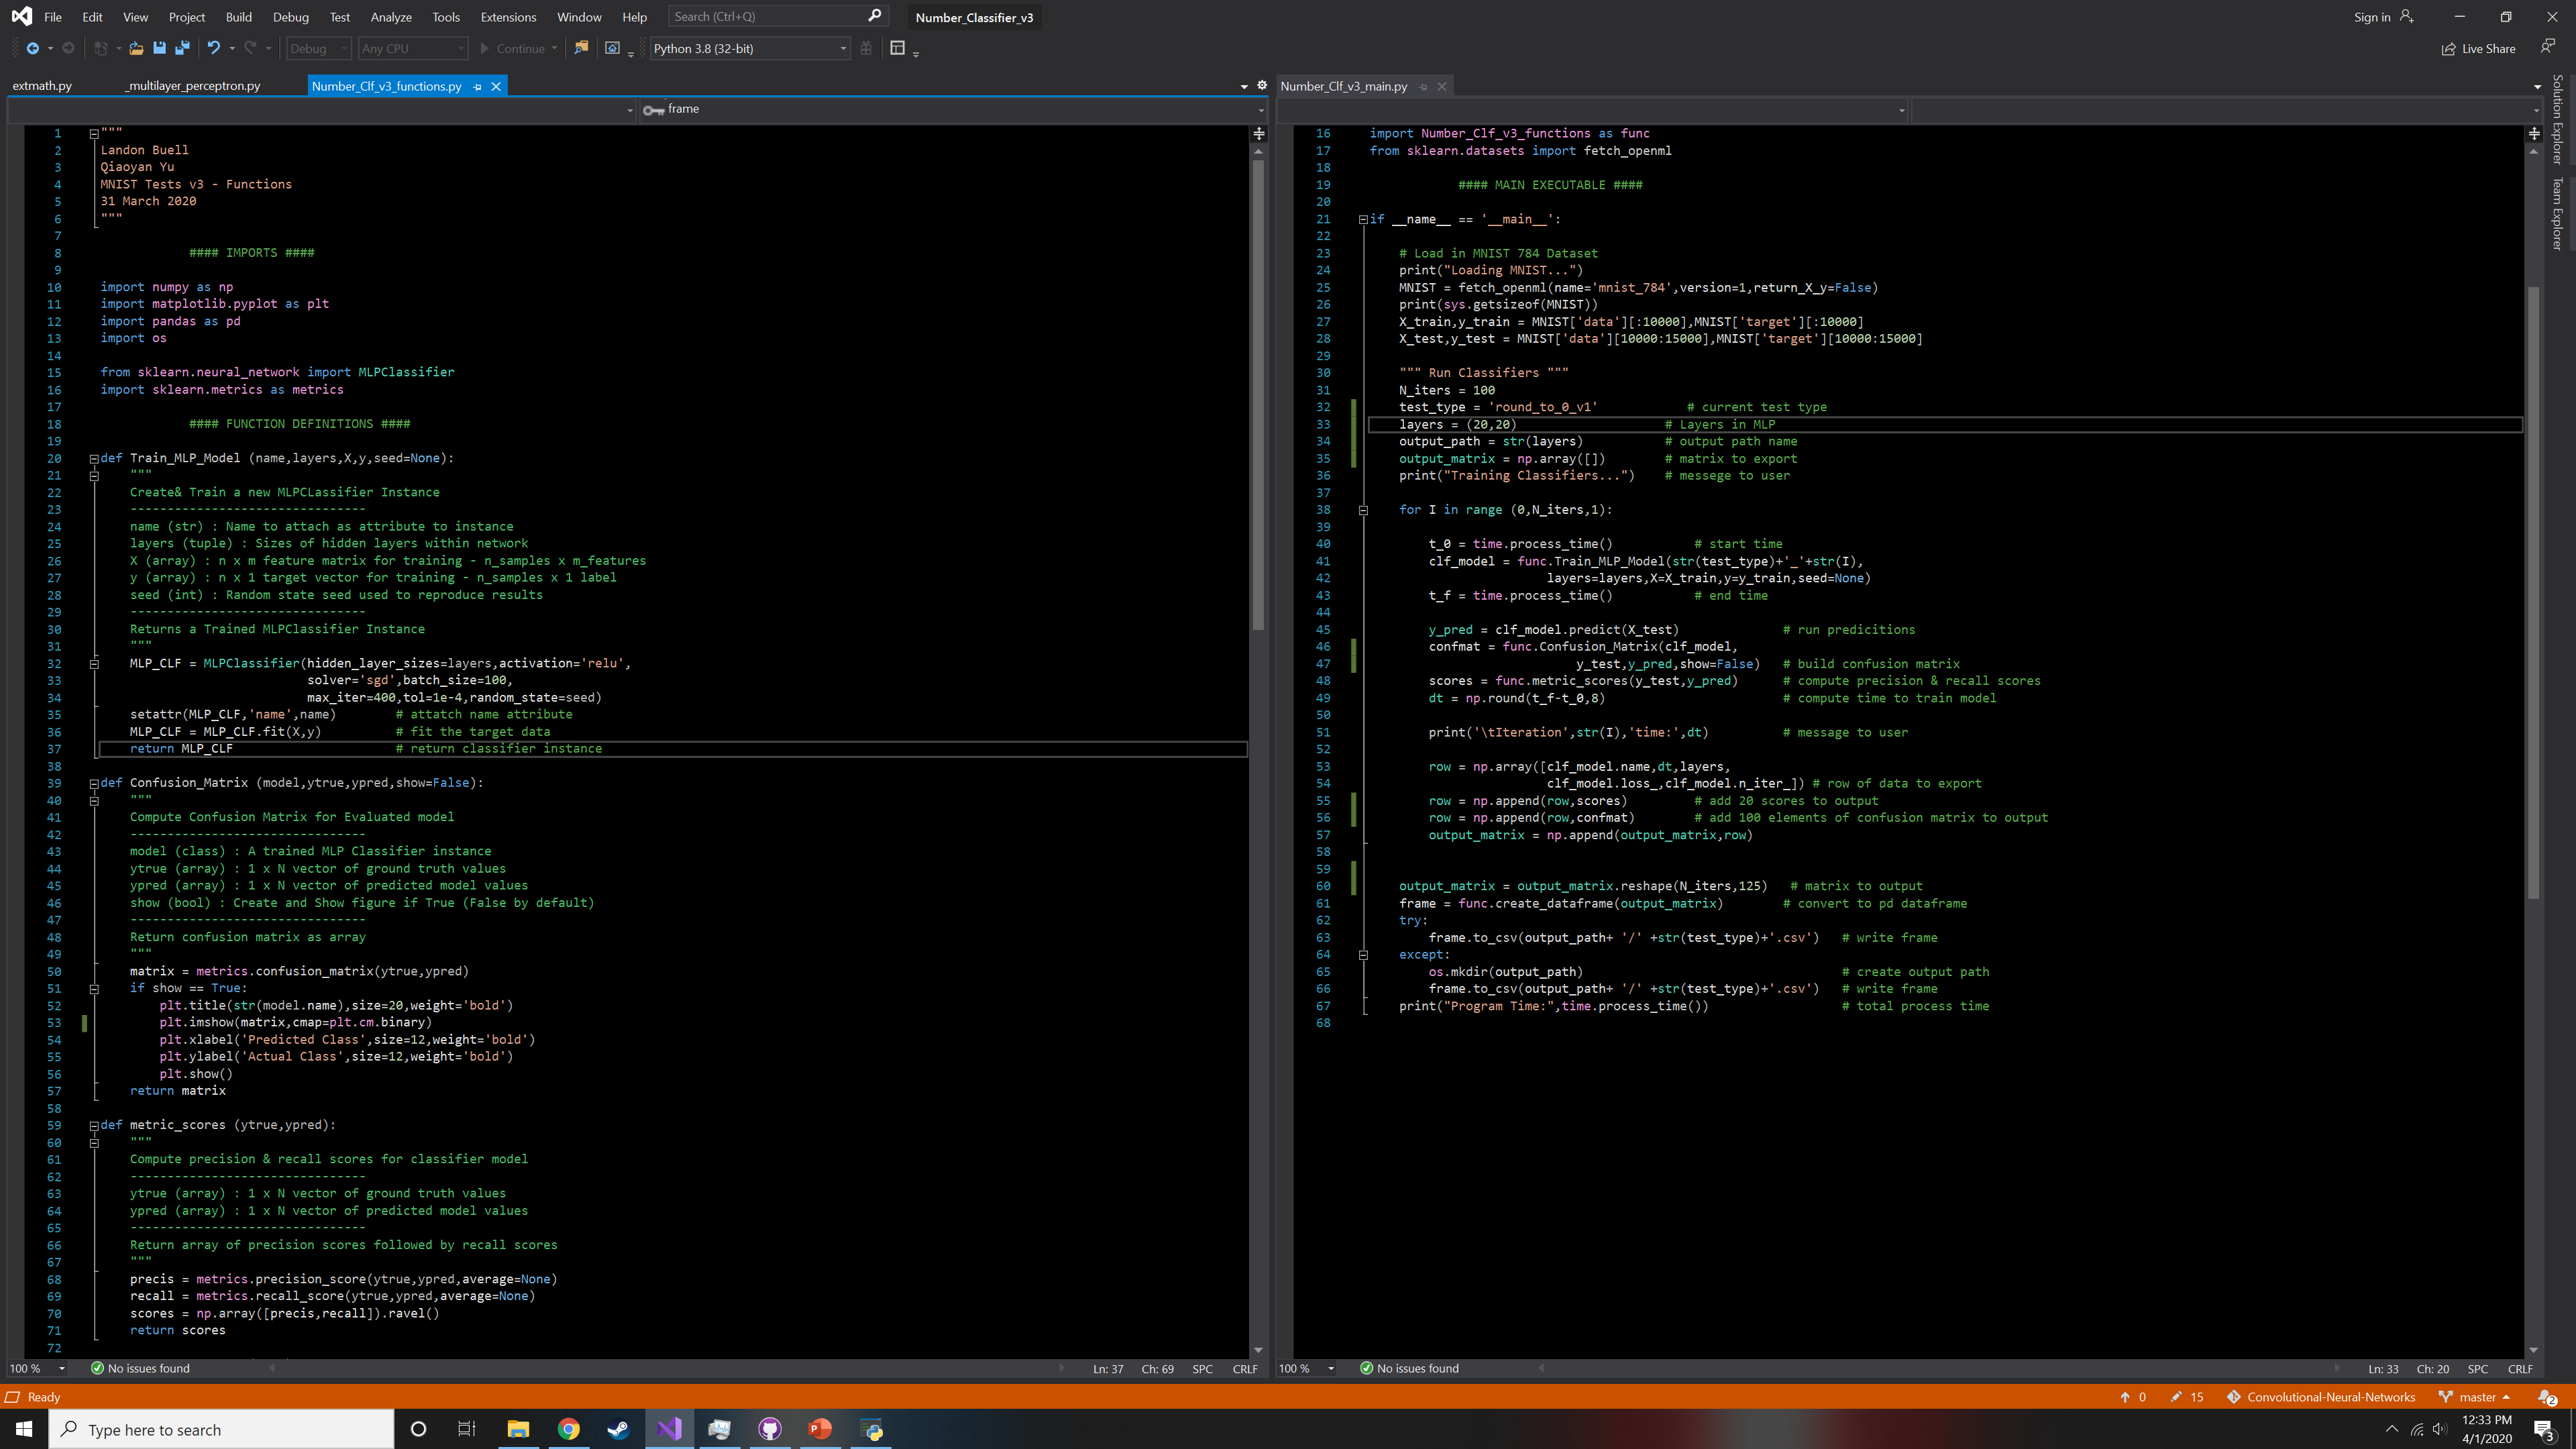 File Edit View Project Build Debug Test Analyze Tools Extensions Window Help Search (Ctrl+Q) Number_Classifier_v3 Sign in
Debug Any CPU Continue Python 3.8 (32-bit) Live Share
extmath.py _multilayer_perceptron.py Number_Clf_v3_functions.py
frame
1 """
2 Landon Buell
3 Qiaoyan Yu
4 MNIST Tests v3 - Functions
5 31 March 2020
6 """
7
8 #### IMPORTS ####
9
10 import numpy as np
11 import matplotlib.pyplot as plt
12 import pandas as pd
13 import os
14
15 from sklearn.neural_network import MLPClassifier
16 import sklearn.metrics as metrics
17
18 #### FUNCTION DEFINITIONS ####
19
20 def Train_MLP_Model (name,layers,X,y,seed=None):
21 """
22 Create& Train a new MLPCLassifier Instance
23 --------------------------------
24 name (str) : Name to attach as attribute to instance
25 layers (tuple) : Sizes of hidden layers within network
26 X (array) : n x m feature matrix for training - n_samples x m_features
27 y (array) : n x 1 target vector for training - n_samples x 1 label
28 seed (int) : Random state seed used to reproduce results
29 --------------------------------
30 Returns a Trained MLPClassifier Instance
31 """
32 MLP_CLF = MLPClassifier(hidden_layer_sizes=layers,activation='relu',
33 solver='sgd',batch_size=100,
34 max_iter=400,tol=1e-4,random_state=seed)
35 setattr(MLP_CLF,'name',name) # attatch name attribute
36 MLP_CLF = MLP_CLF.fit(X,y) # fit the target data
37 return MLP_CLF # return classifier instance
38
39 def Confusion_Matrix (model,ytrue,ypred,show=False):
40 """
41 Compute Confusion Matrix for Evaluated model
42 --------------------------------
43 model (class) : A trained MLP Classifier instance
44 ytrue (array) : 1 x N vector of ground truth values
45 ypred (array) : 1 x N vector of predicted model values
46 show (bool) : Create and Show figure if True (False by default)
47 --------------------------------
48 Return confusion matrix as array
49 """
50 matrix = metrics.confusion_matrix(ytrue,ypred)
51 if show == True:
52 plt.title(str(model.name),size=20,weight='bold')
53 plt.imshow(matrix,cmap=plt.cm.binary)
54 plt.xlabel('Predicted Class',size=12,weight='bold')
55 plt.ylabel('Actual Class',size=12,weight='bold')
56 plt.show()
57 return matrix
58
59 def metric_scores (ytrue,ypred):
60 """
61 Compute precision & recall scores for classifier model
62 --------------------------------
63 ytrue (array) : 1 x N vector of ground truth values
64 ypred (array) : 1 x N vector of predicted model values
65 --------------------------------
66 Return array of precision scores followed by recall scores
67 """
68 precis = metrics.precision_score(ytrue,ypred,average=None)
69 recall = metrics.recall_score(ytrue,ypred,average=None)
70 scores = np.array([precis,recall]).ravel()
71 return scores
72
100 % No issues found Ln: 37 Ch: 69 SPC CRLF
Number_Clf_v3_main.py
16 import Number_Clf_v3_functions as func
17 from sklearn.datasets import fetch_openml
18
19 #### MAIN EXECUTABLE ####
20
21 if __name__ == '__main__':
22
23 # Load in MNIST 784 Dataset
24 print("Loading MNIST...")
25 MNIST = fetch_openml(name='mnist_784',version=1,return_X_y=False)
26 print(sys.getsizeof(MNIST))
27 X_train,y_train = MNIST['data'][:10000],MNIST['target'][:10000]
28 X_test,y_test = MNIST['data'][10000:15000],MNIST['target'][10000:15000]
29
30 """ Run Classifiers """
31 N_iters = 100
32 test_type = 'round_to_0_v1' # current test type
33 layers = (20,20) # Layers in MLP
34 output_path = str(layers) # output path name
35 output_matrix = np.array([]) # matrix to export
36 print("Training Classifiers...") # messege to user
37
38 for I in range (0,N_iters,1):
39
40 t_0 = time.process_time() # start time
41 clf_model = func.Train_MLP_Model(str(test_type)+'_'+str(I),
42 layers=layers,X=X_train,y=y_train,seed=None)
43 t_f = time.process_time() # end time
44
45 y_pred = clf_model.predict(X_test) # run predicitions
46 confmat = func.Confusion_Matrix(clf_model,
47 y_test,y_pred,show=False) # build confusion matrix
48 scores = func.metric_scores(y_test,y_pred) # compute precision & recall scores
49 dt = np.round(t_f-t_0,8) # compute time to train model
50
51 print('\tIteration',str(I),'time:',dt) # message to user
52
53 row = np.array([clf_model.name,dt,layers,
54 clf_model.loss_,clf_model.n_iter_]) # row of data to export
55 row = np.append(row,scores) # add 20 scores to output
56 row = np.append(row,confmat) # add 100 elements of confusion matrix to output
57 output_matrix = np.append(output_matrix,row)
58
59
60 output_matrix = output_matrix.reshape(N_iters,125) # matrix to output
61 frame = func.create_dataframe(output_matrix) # convert to pd dataframe
62 try:
63 frame.to_csv(output_path+ '/' +str(test_type)+'.csv') # write frame
64 except:
65 os.mkdir(output_path) # create output path
66 frame.to_csv(output_path+ '/' +str(test_type)+'.csv') # write frame
67 print("Program Time:",time.process_time()) # total process time
68
100 % No issues found Ln: 33 Ch: 20 SPC CRLF
Solution Explorer
Team Explorer
Ready 0 15 Convolutional-Neural-Networks master 2
Type here to search 12:33 PM
4/1/2020 3